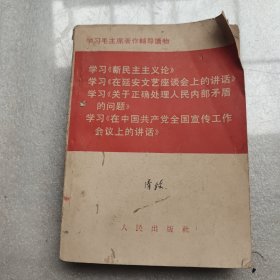 学习毛主席著作輔导讀物
学习《新民主主义論》
学习《在延安文艺座谈会上的讲话》
学习《关于正确处理人民内部矛盾
的问题》
学习《在中国共产党全国宣传工作
会议上的讲话》
人民出版社